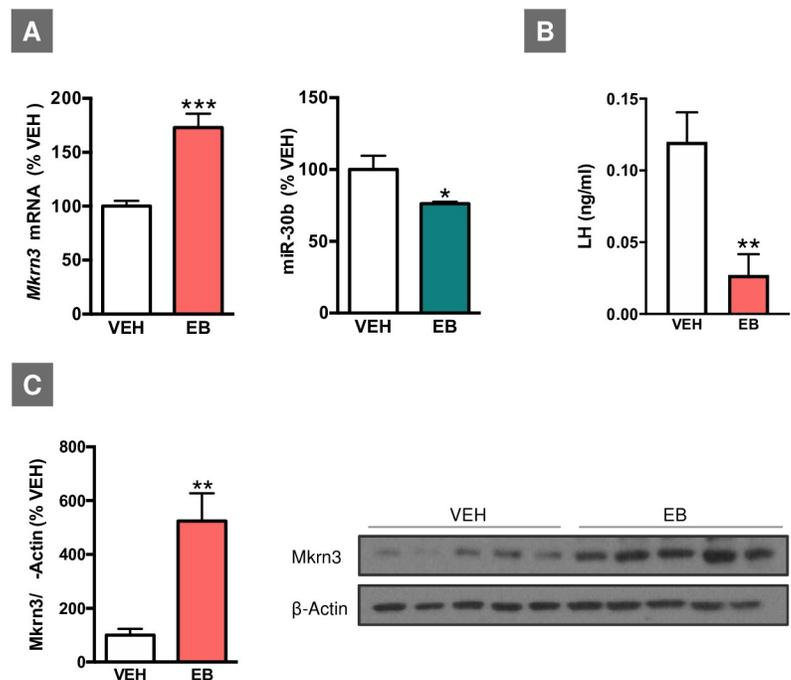 A
B
Mkrn3 mRNA (% VEH )
200
150
100
50
0
***
VEH
EB
miR-30b (% VEH)
150
100
50
0
*
VEH
EB
LH (ng/ml)
0.15
0.10
0.05
0.00
**
VEH
EB
C
Mkrn3/ -Actin (% VEH)
800
600
400
200
0
**
VEH
EB
VEH
EB
Mkrn3
β-Actin